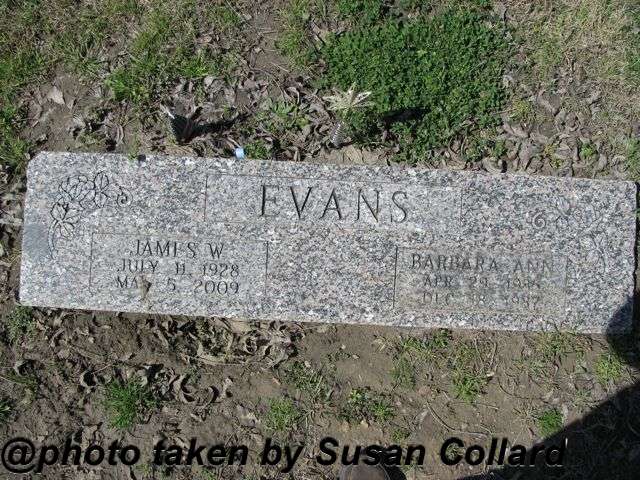 EVANS
JAMES W.
JULY 11, 1928
MAY 5, 2009
BARBARA ANN
APR. 29,
DEC. 18,
@photo taken by Susan Collard